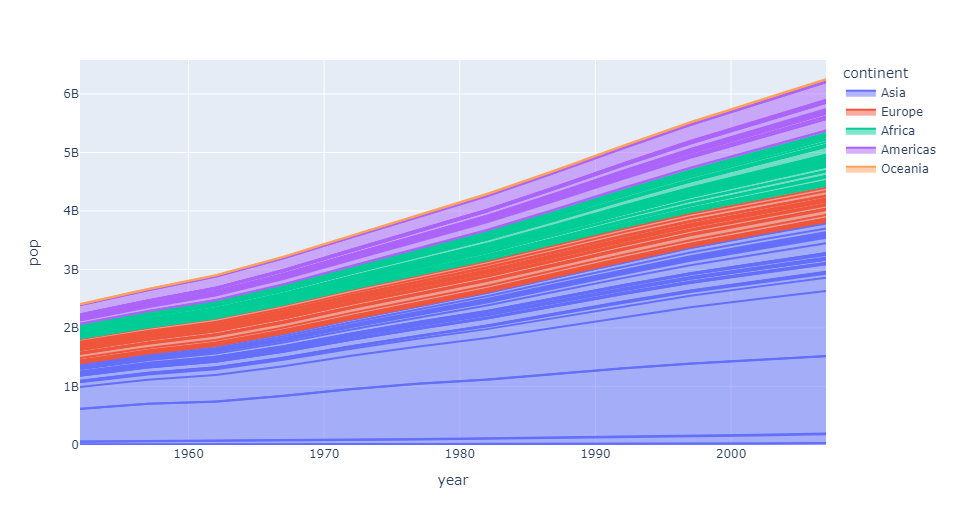 continent
Asia
Europe
Africa
Americas
Oceania
pop
6B
5B
4B
3B
2B
1B
0
1960 1970 1980 1990 2000
year